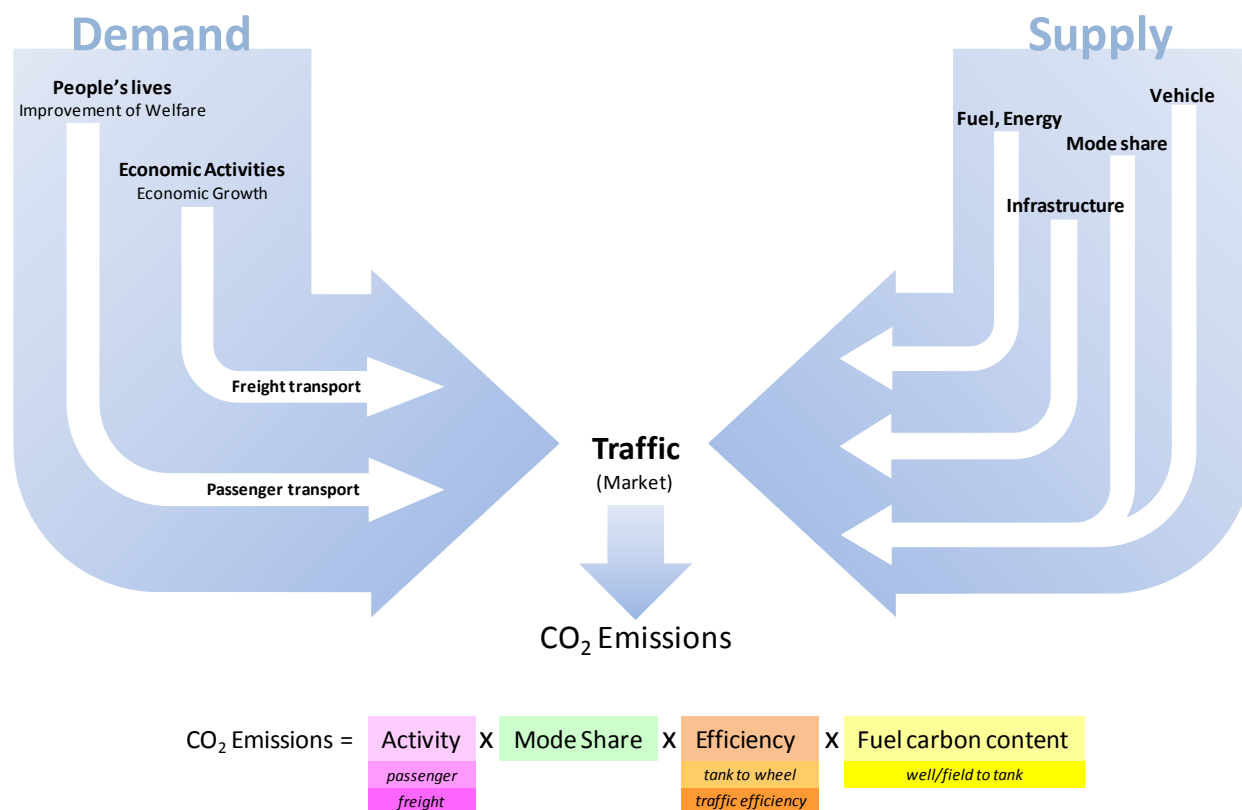 Demand
Supply
People's lives
Improvement of Welfare
Economic Activities
Economic Growth
Vehicle
Fuel, Energy
Mode share
Infrastructure
Freight transport
Passenger transport
Traffic
(Market)
CO₂ Emissions
CO₂ Emissions = Activity x Mode Share x Efficiency x Fuel carbon content
passenger tank to wheel well/field to tank
freight traffic efficiency